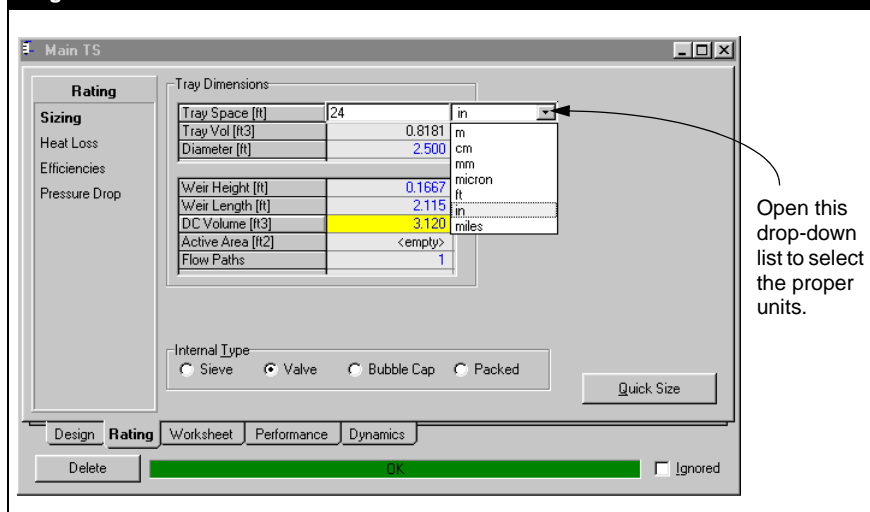 Main TS
Rating
Sizing
Heat Loss
Efficiencies
Pressure Drop
Tray Dimensions
Tray Space [ft] 24 in
Tray Vol [ft3] 0.8181
Diameter [ft] 2.500
Weir Height [ft] 0.1667
Weir Length [ft] 2.115
DC Volume [ft3] 3.120
Active Area [ft2] <empty>
Flow Paths 1
m
cm
mm
micron
ft
in
miles
Open this
drop-down
list to select
the proper
units.
Internal Type
Sieve Valve Bubble Cap Packed
Quick Size
Design Rating Worksheet Performance Dynamics
Delete OK Ignored